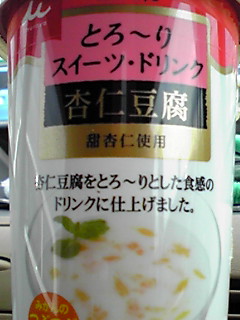 とろ～り
スイーツ・ドリンク
杏仁豆腐
甜杏仁使用
杏仁豆腐をとろ～りとした食感の
ドリンクに仕上げました。